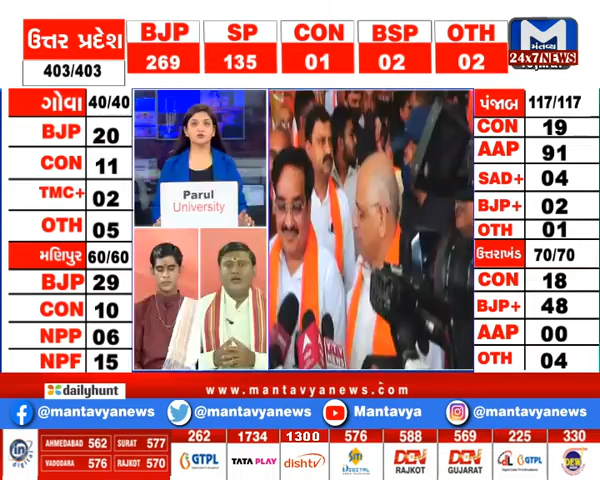 ઉત્તર પ્રદેશ
403/403
BJP SP CON BSP OTH
269 135 01 02 02
મંતવ્ય
24x7NEWS
ગોવા 40/40
BJP 20
CON 11
TMC+ 02
OTH 05
મણિપુર 60/60
BJP 29
CON 10
NPP 06
NPF 15
Parul
University
પંજાબ 117/117
CON 19
AAP 91
SAD+ 04
BJP+ 02
OTH 01
ઉત્તરાખંડ 70/70
CON 18
BJP+ 48
AAP 00
OTH 04
dailyhunt
www.mantavyanews.com
@mantavyanews @mantavyanews Mantavya @mantavyanews
in digital
AHMEDABAD 562 SURAT 577
VADODARA 576 RAJKOT 570
262 1734 1300 576 588 569 225 330
GTPL TATA PLAY dishtv DIGITAL DEN RAJKOT DEN GUJARAT GTPL DEW